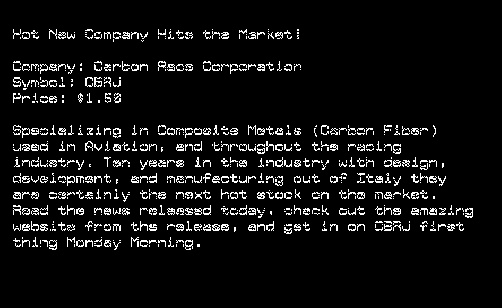 Hot New Company Hits the Market!
Company: Carbon Race Corporation
Symbol: CBRJ
Price: $1.50
Specializing in Composite Metals (Carbon Fiber)
used in Aviation, and throughout the racing
industry. Ten years in the industry with design,
development, and manufacturing out of Italy they
are certainly the next hot stock on the market.
Read the news released today, check out the amazing
website from the release, and get in on CBRJ first
thing Monday Morning.